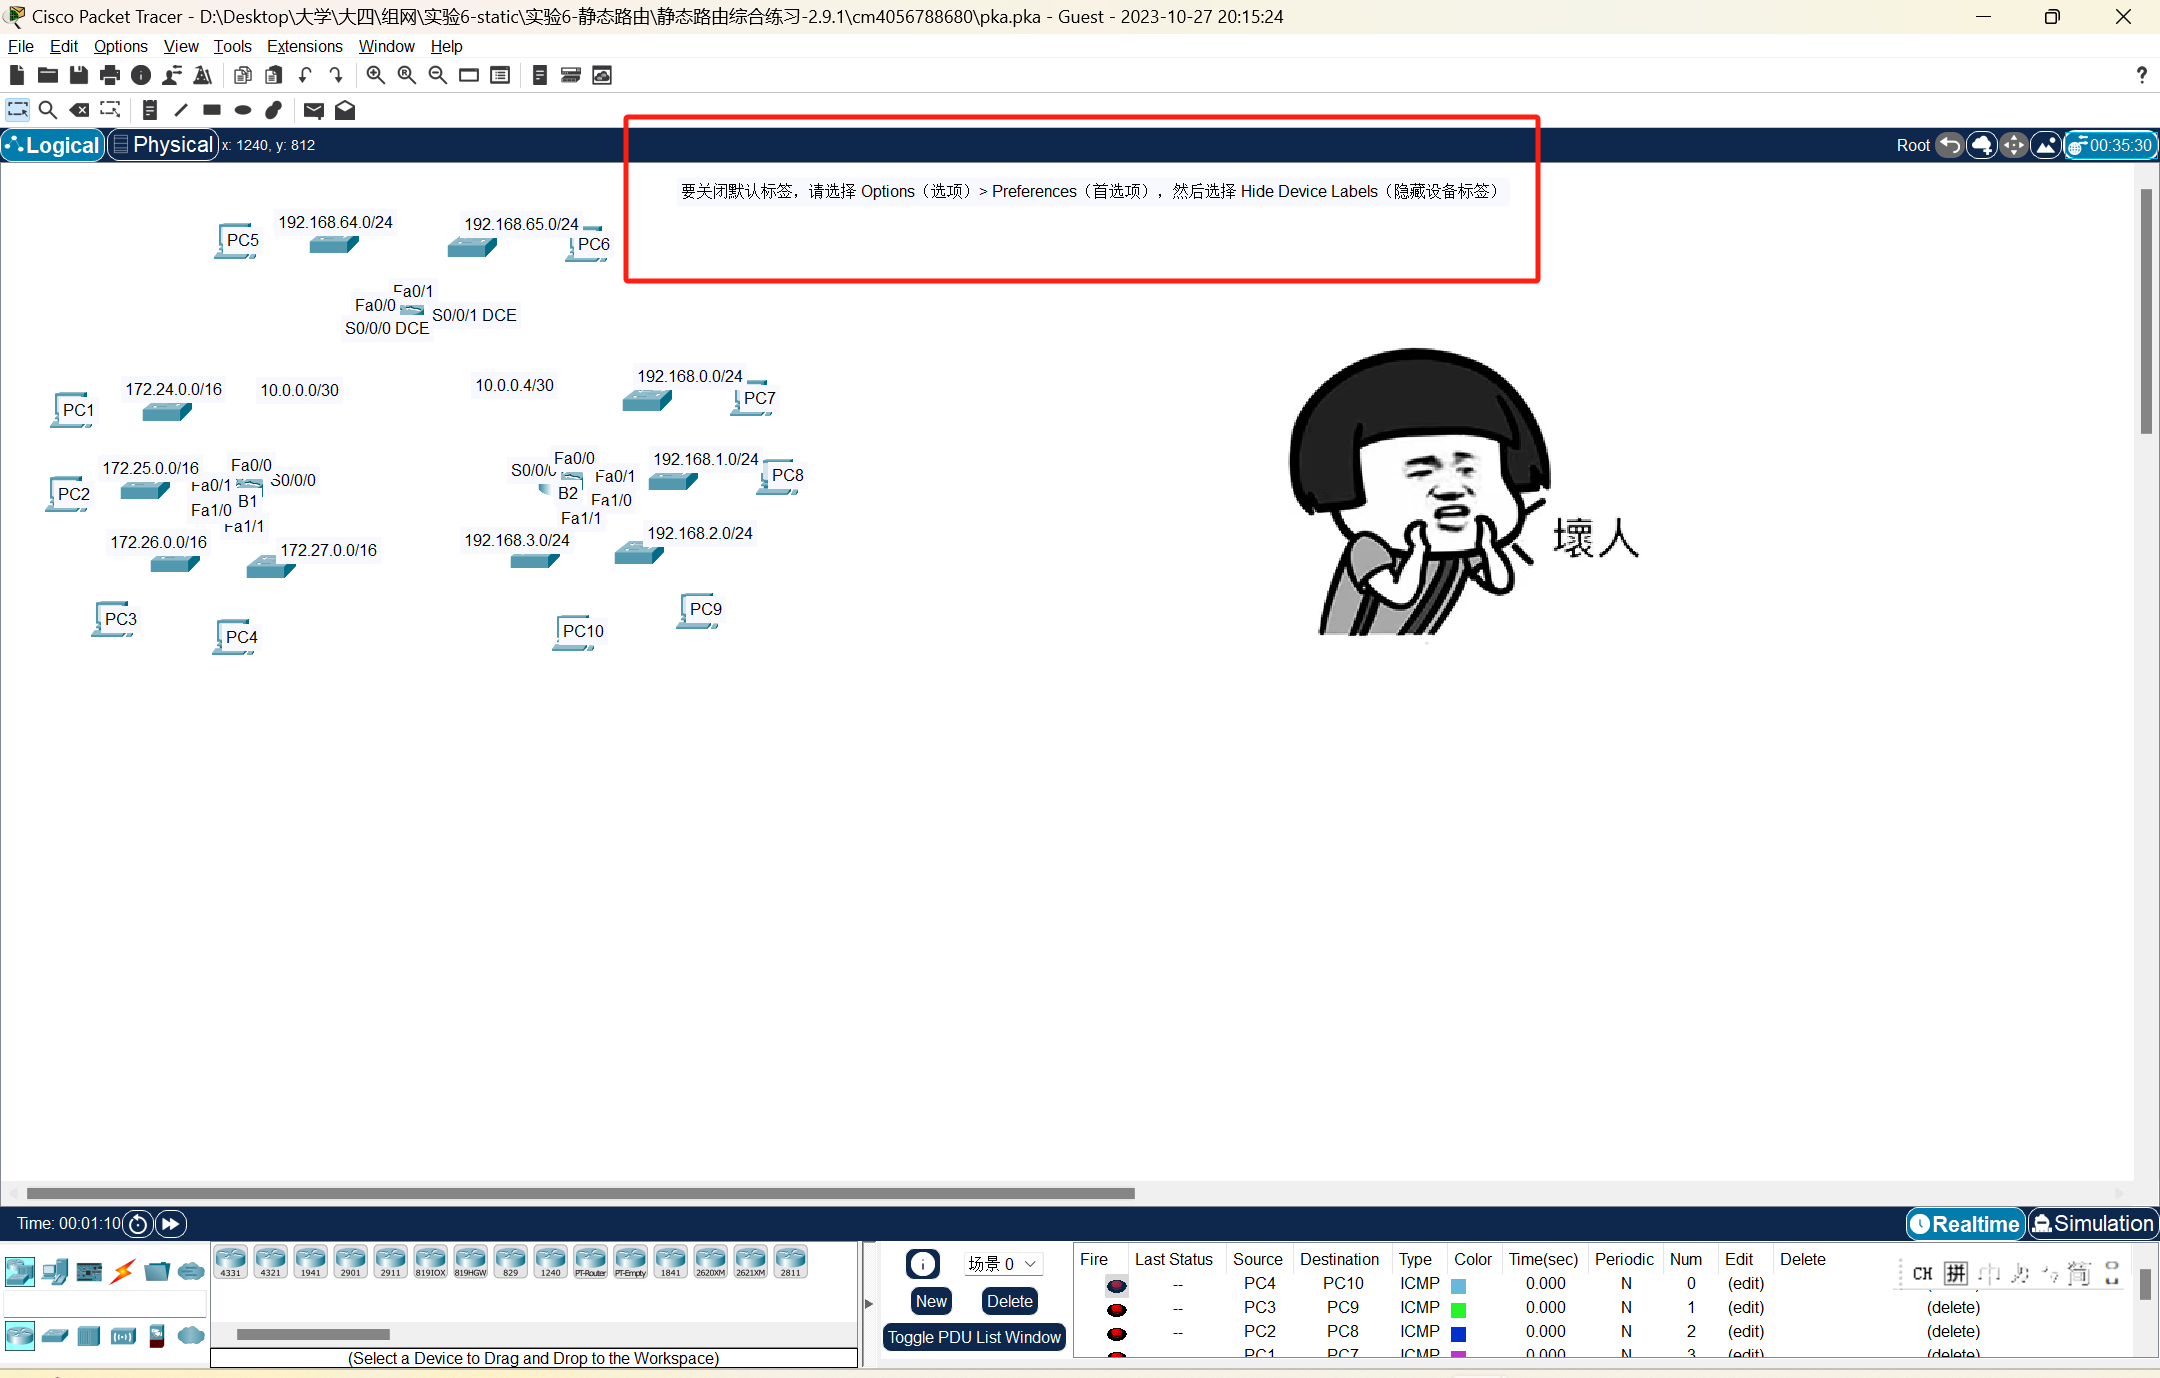 Cisco Packet Tracer - D:\Desktop\大学\大四\组网\实验6-static\实验6-静态路由\静态路由综合练习-2.9.1\cm4056788680\pka.pka - Guest - 2023-10-27 20:15:24
File Edit Options View Tools Extensions Window Help
?
Logical Physical x: 1240, y: 812 Root 00:35:30
要关闭默认标签，请选择 Options（选项）> Preferences（首选项），然后选择 Hide Device Labels（隐藏设备标签）
192.168.64.0/24 192.168.65.0/24
PC5 PC6
Fa0/1
Fa0/0 S0/0/1 DCE
S0/0/0 DCE
192.168.0.0/24
172.24.0.0/16 10.0.0.0/30 10.0.0.4/30
PC1 PC7
172.25.0.0/16 Fa0/0 S0/0/0 Fa0/0 192.168.1.0/24
S0/0/0 Fa0/1 PC8
PC2 Fa0/1 B1 B2 Fa1/0
Fa1/0 Fa1/1 Fa1/1
172.26.0.0/16 172.27.0.0/16 192.168.3.0/24 192.168.2.0/24
壞人
PC3 PC4 PC10 PC9
Time: 00:01:10 Realtime Simulation
4331 4321 1941 2901 2911 819IOX 819HGW 829 1240 PT-Router PT-Empty 1841 2620XM 2621XM 2811
(Select a Device to Drag and Drop to the Workspace)
场景 0
New Delete
Toggle PDU List Window
Fire Last Status Source Destination Type Color Time(sec) Periodic Num Edit Delete
-- PC4 PC10 ICMP 0.000 N 0 (edit)
-- PC3 PC9 ICMP 0.000 N 1 (edit) (delete)
-- PC2 PC8 ICMP 0.000 N 2 (edit) (delete)
PC1 PC7 ICMP 0.000 N 3 (edit) (delete)
CH 拼 中 简